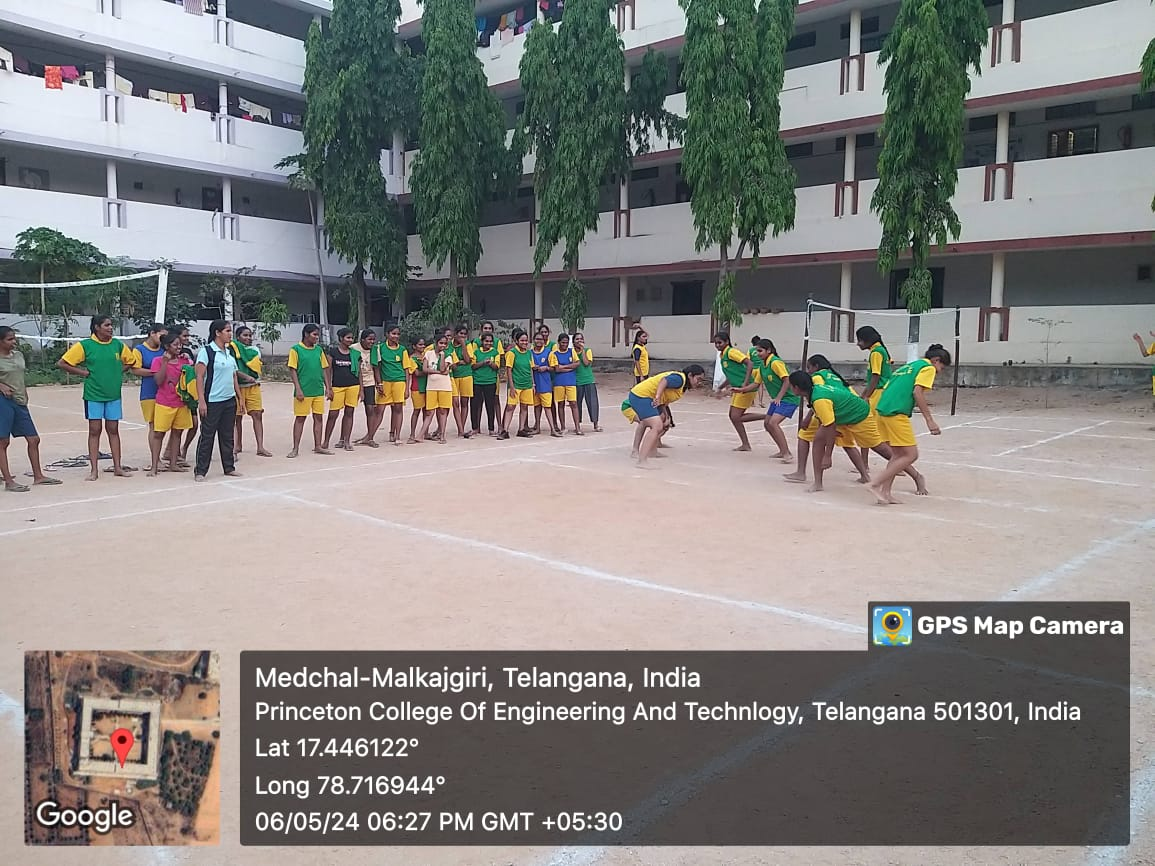 GPS Map Camera
Medchal-Malkajgiri, Telangana, India
Princeton College Of Engineering And Technlogy, Telangana 501301, India
Lat 17.446122°
Long 78.716944°
06/05/24 06:27 PM GMT +05:30
Google